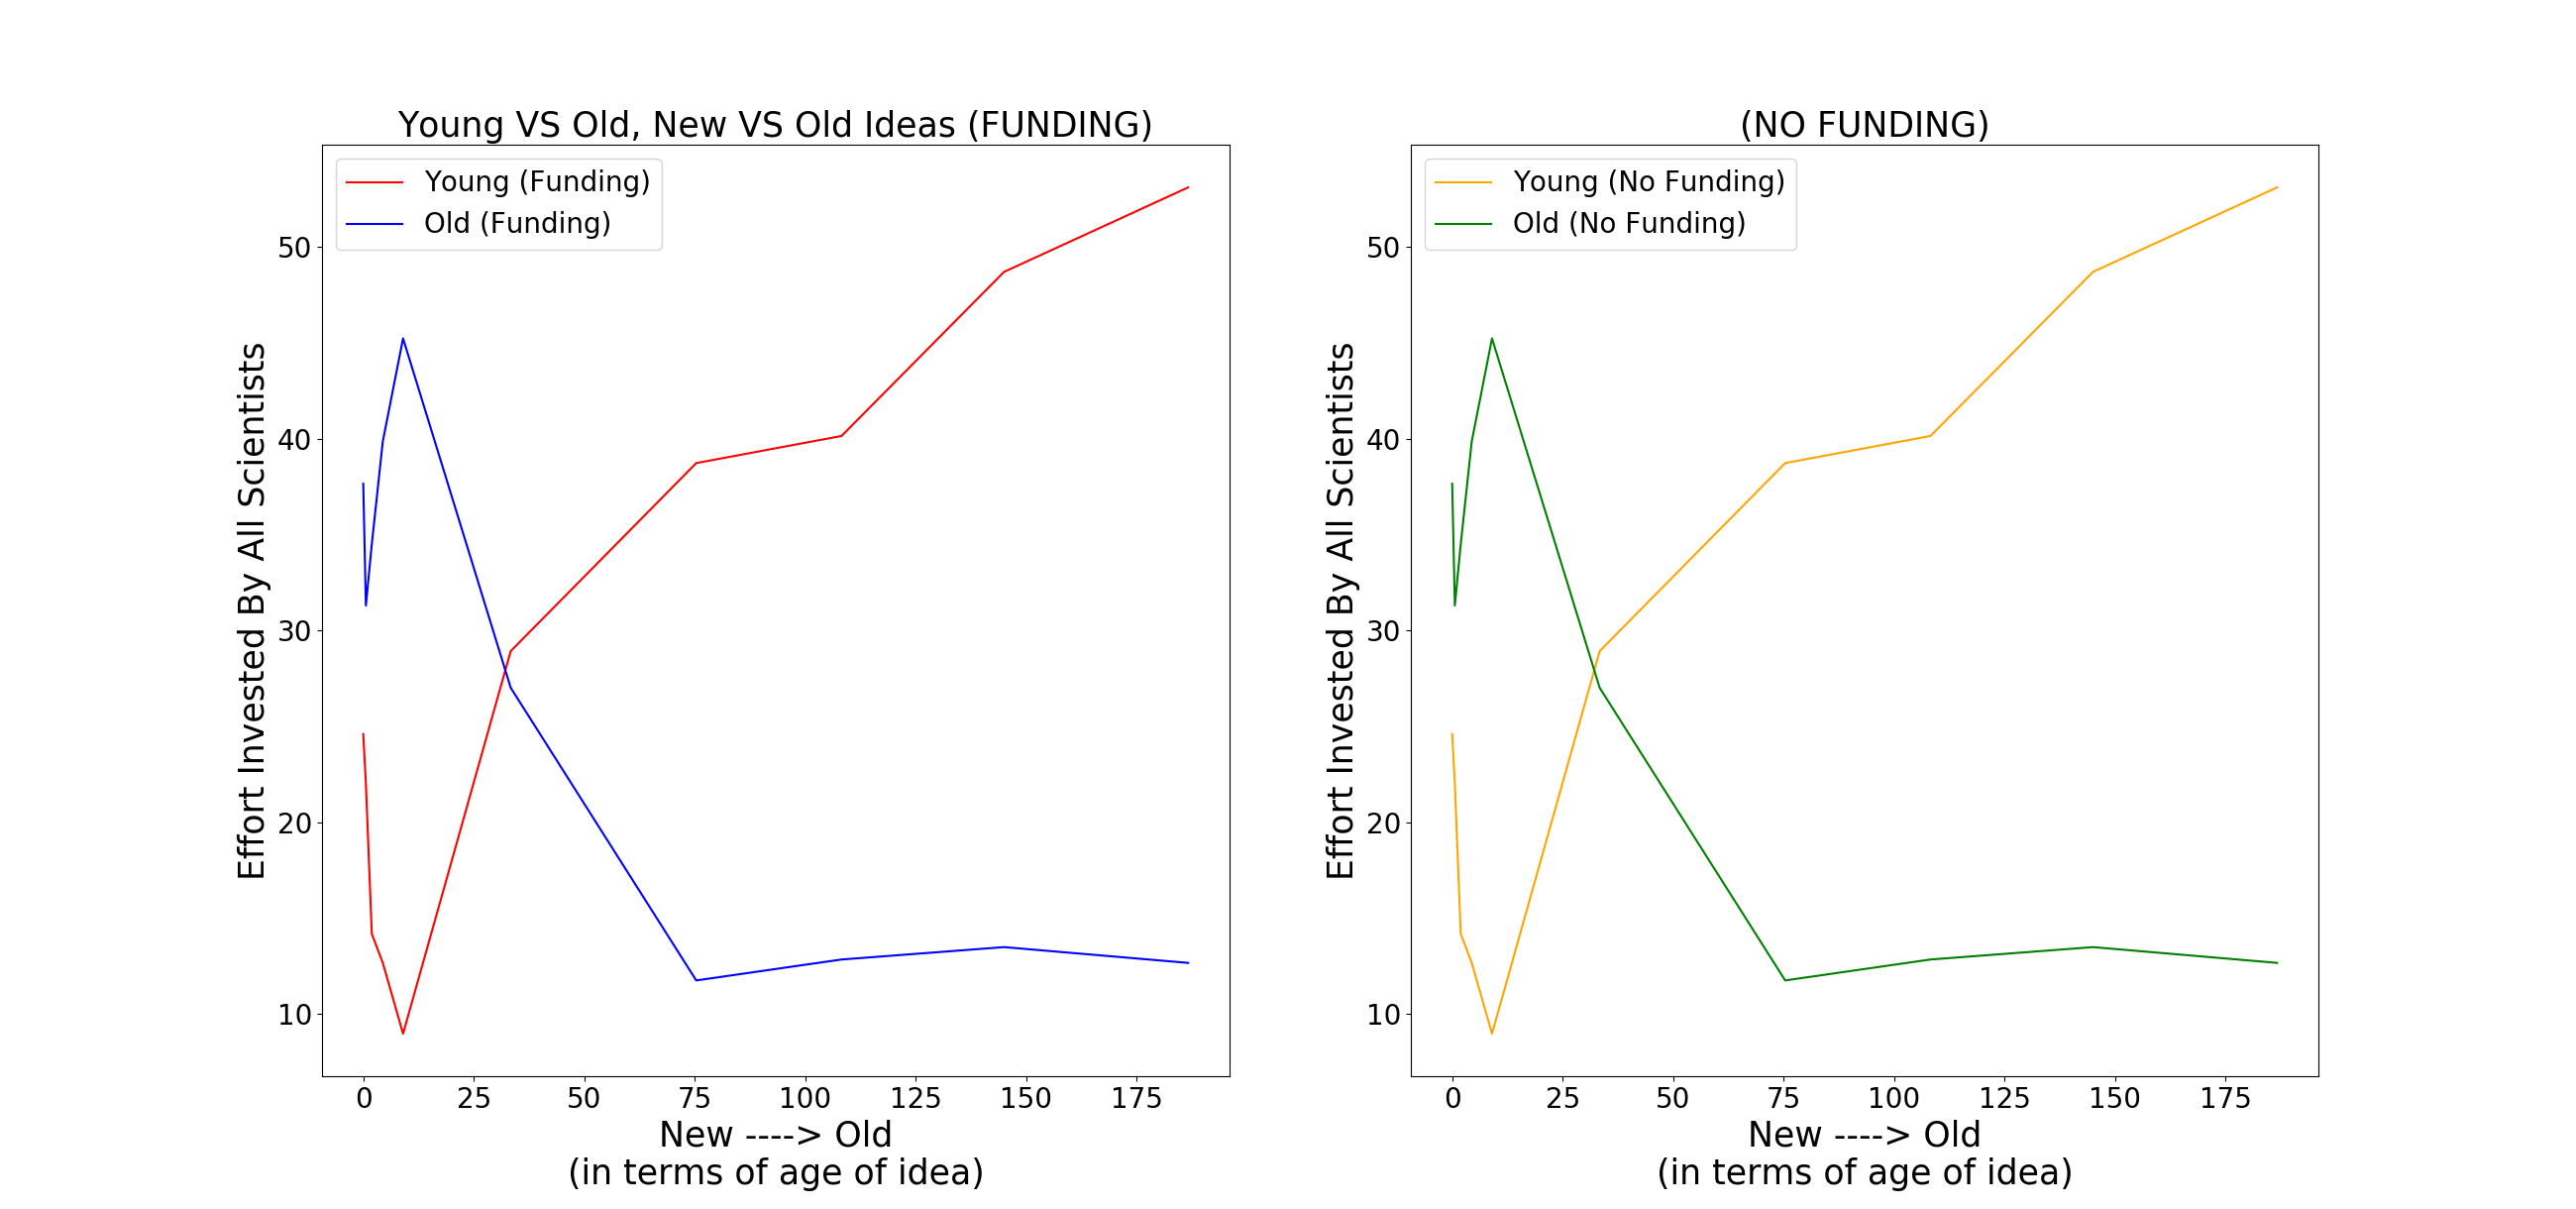 Young VS Old, New VS Old Ideas (FUNDING)
Young (Funding)
Old (Funding)
50
40
30
20
10
Effort Invested By All Scientists
0 25 50 75 100 125 150 175
New ----> Old
(in terms of age of idea)
(NO FUNDING)
Young (No Funding)
Old (No Funding)
50
40
30
20
10
Effort Invested By All Scientists
0 25 50 75 100 125 150 175
New ----> Old
(in terms of age of idea)